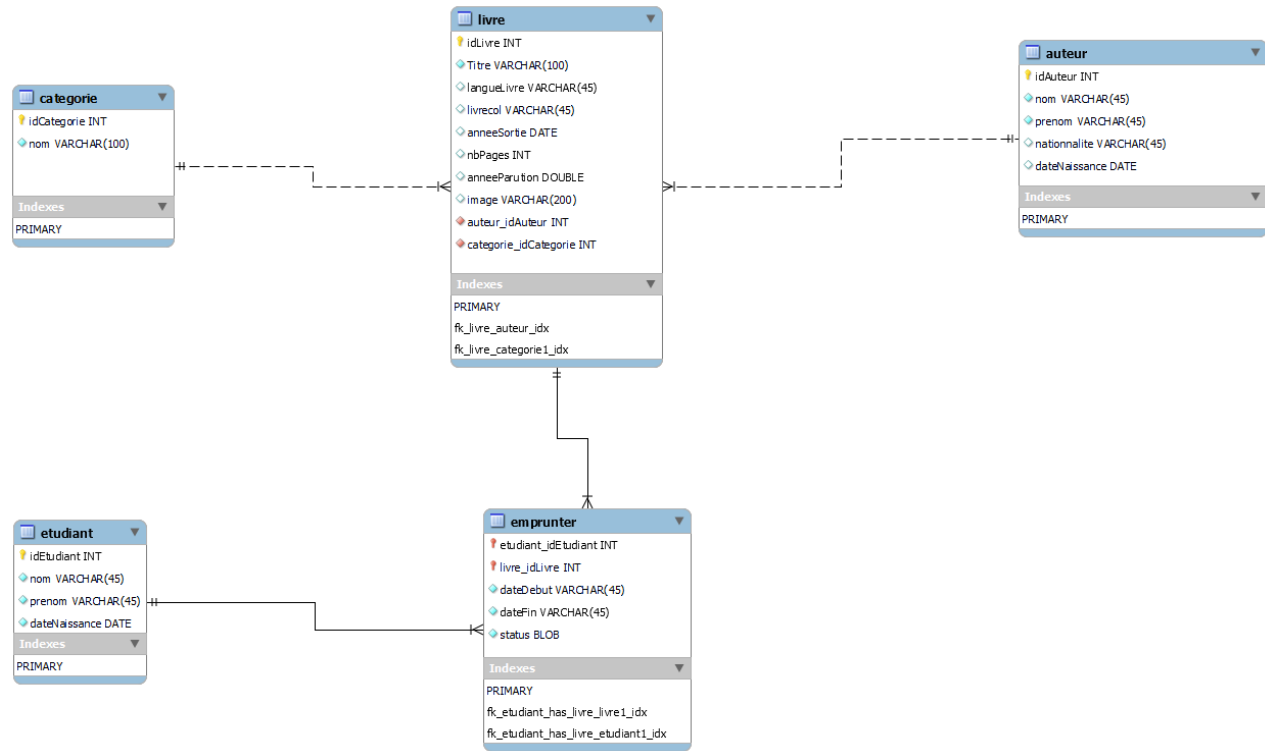 livre
idLivre INT
Titre VARCHAR(100)
langueLivre VARCHAR(45)
livrecol VARCHAR(45)
anneeSortie DATE
nbPages INT
anneeParution DOUBLE
image VARCHAR(200)
auteur_idAuteur INT
categorie_idCategorie INT
Indexes
PRIMARY
fk_livre_auteur_idx
fk_livre_categorie1_idx
auteur
idAuteur INT
nom VARCHAR(45)
prenom VARCHAR(45)
nationnalite VARCHAR(45)
dateNaissance DATE
Indexes
PRIMARY
categorie
idCategorie INT
nom VARCHAR(100)
Indexes
PRIMARY
etudiant
idEtudiant INT
nom VARCHAR(45)
prenom VARCHAR(45)
dateNaissance DATE
Indexes
PRIMARY
emprunter
etudiant_idEtudiant INT
livre_idLivre INT
dateDebut VARCHAR(45)
dateFin VARCHAR(45)
status BLOB
Indexes
PRIMARY
fk_etudiant_has_livre_livre1_idx
fk_etudiant_has_livre_etudiant1_idx